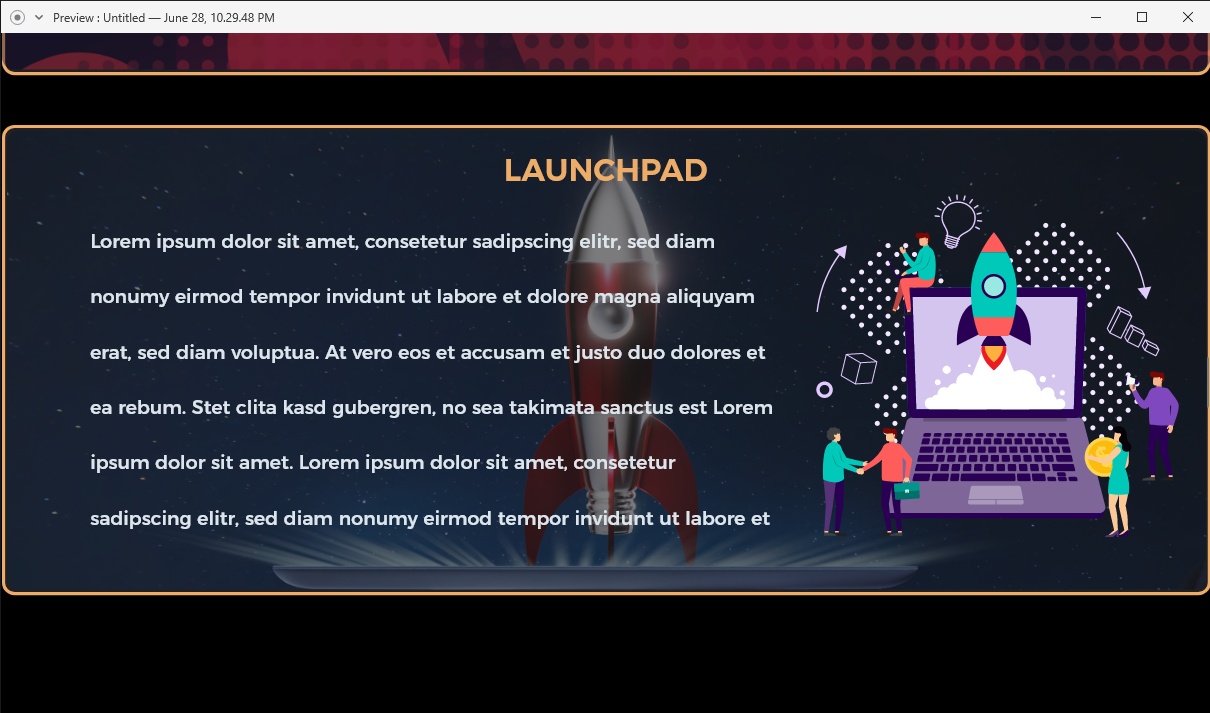 Preview : Untitled — June 28, 10.29.48 PM
LAUNCHPAD
Lorem ipsum dolor sit amet, consetetur sadipscing elitr, sed diam
nonumy eirmod tempor invidunt ut labore et dolore magna aliquyam
erat, sed diam voluptua. At vero eos et accusam et justo duo dolores et
ea rebum. Stet clita kasd gubergren, no sea takimata sanctus est Lorem
ipsum dolor sit amet. Lorem ipsum dolor sit amet, consetetur
sadipscing elitr, sed diam nonumy eirmod tempor invidunt ut labore et